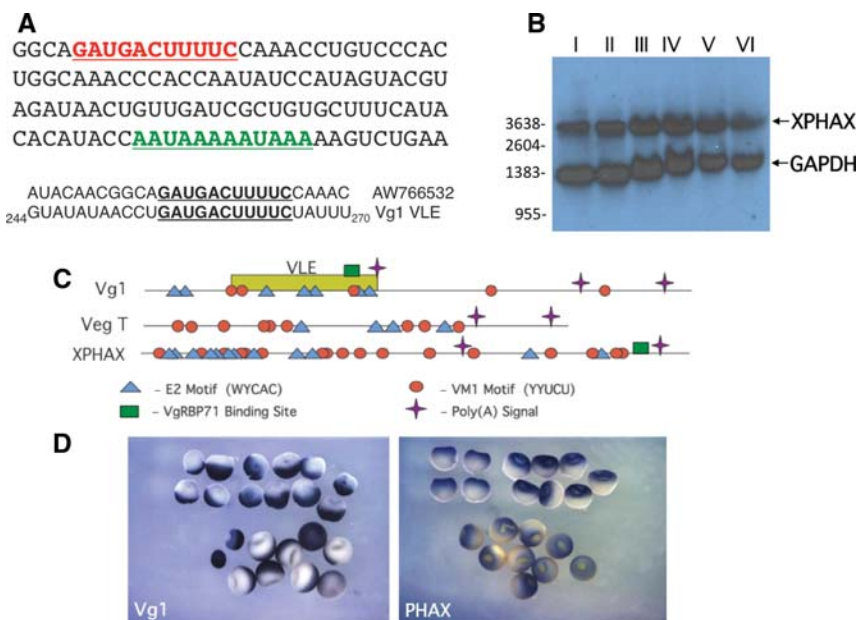 A
GGCAGAUGACUUUUCCAAACCUGUCCCAC
UGGCAAACCCACCAAUAUCCAUAGUACGU
AGAUAACUGUUGAUCGCUGUGCUUUCAUA
CACAUACCAAUAAAAAUAAAAAGUCUGAA
AUACAACGGCAGAUGACUUUUCCAAAC AW766532
244GUAUAUAACCUGAUGACUUUUCUAUUU270 Vg1 VLE
B
I II III IV V VI
3638-
2604-
1383-
955-
XPHAX
GAPDH
C
VLE
Vg1
Veg T
XPHAX
- E2 Motif (WYCAC)
- VM1 Motif (YYUCU)
- VgRBP71 Binding Site
- Poly(A) Signal
D
Vg1
PHAX